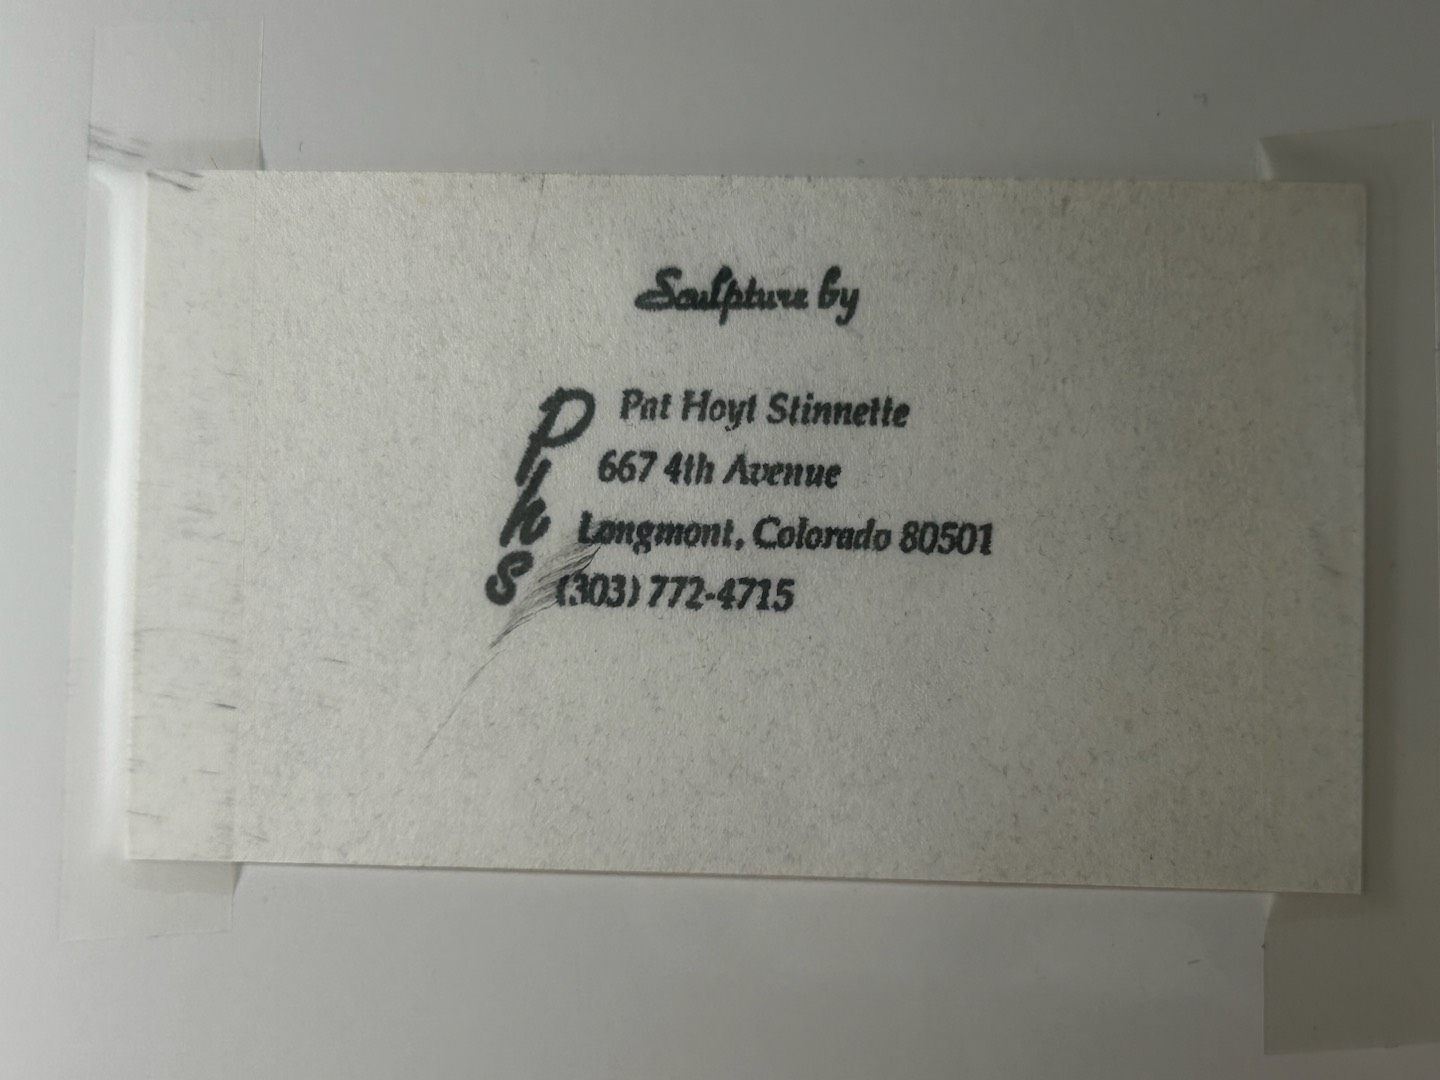 Sculpture by
Phs
Pat Hoyt Stinnette
667 4th Avenue
Longmont, Colorado 80501
(303) 772-4715